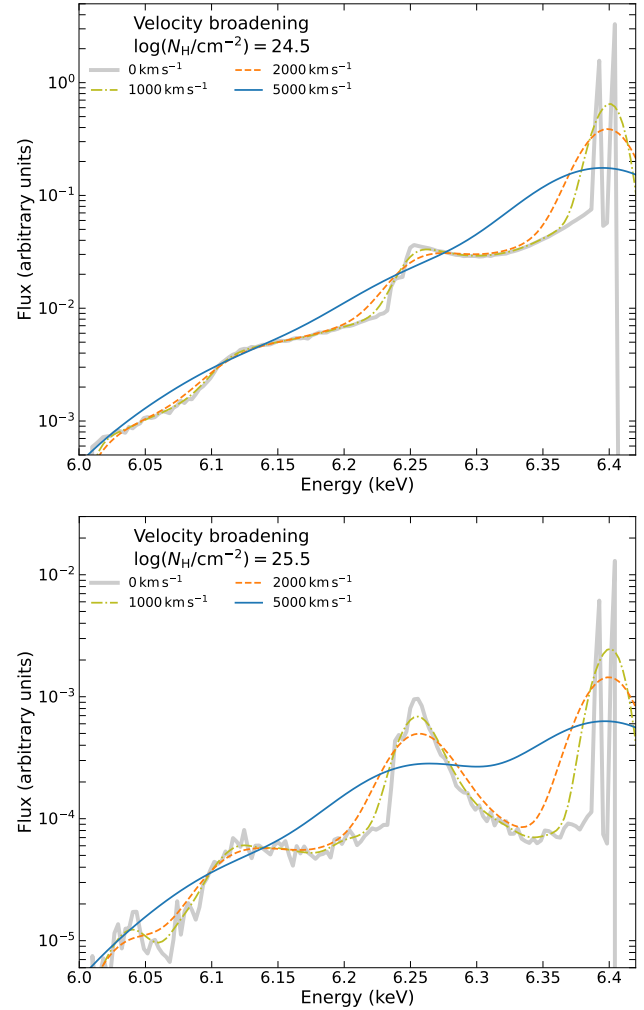 Velocity broadening
log(N_H/cm⁻²) = 24.5
0 km s⁻¹ 2000 km s⁻¹
1000 km s⁻¹ 5000 km s⁻¹
10⁰
10⁻¹
10⁻²
10⁻³
Flux (arbitrary units)
6.0 6.05 6.1 6.15 6.2 6.25 6.3 6.35 6.4
Energy (keV)
Velocity broadening
log(N_H/cm⁻²) = 25.5
0 km s⁻¹ 2000 km s⁻¹
1000 km s⁻¹ 5000 km s⁻¹
10⁻²
10⁻³
10⁻⁴
10⁻⁵
Flux (arbitrary units)
6.0 6.05 6.1 6.15 6.2 6.25 6.3 6.35 6.4
Energy (keV)